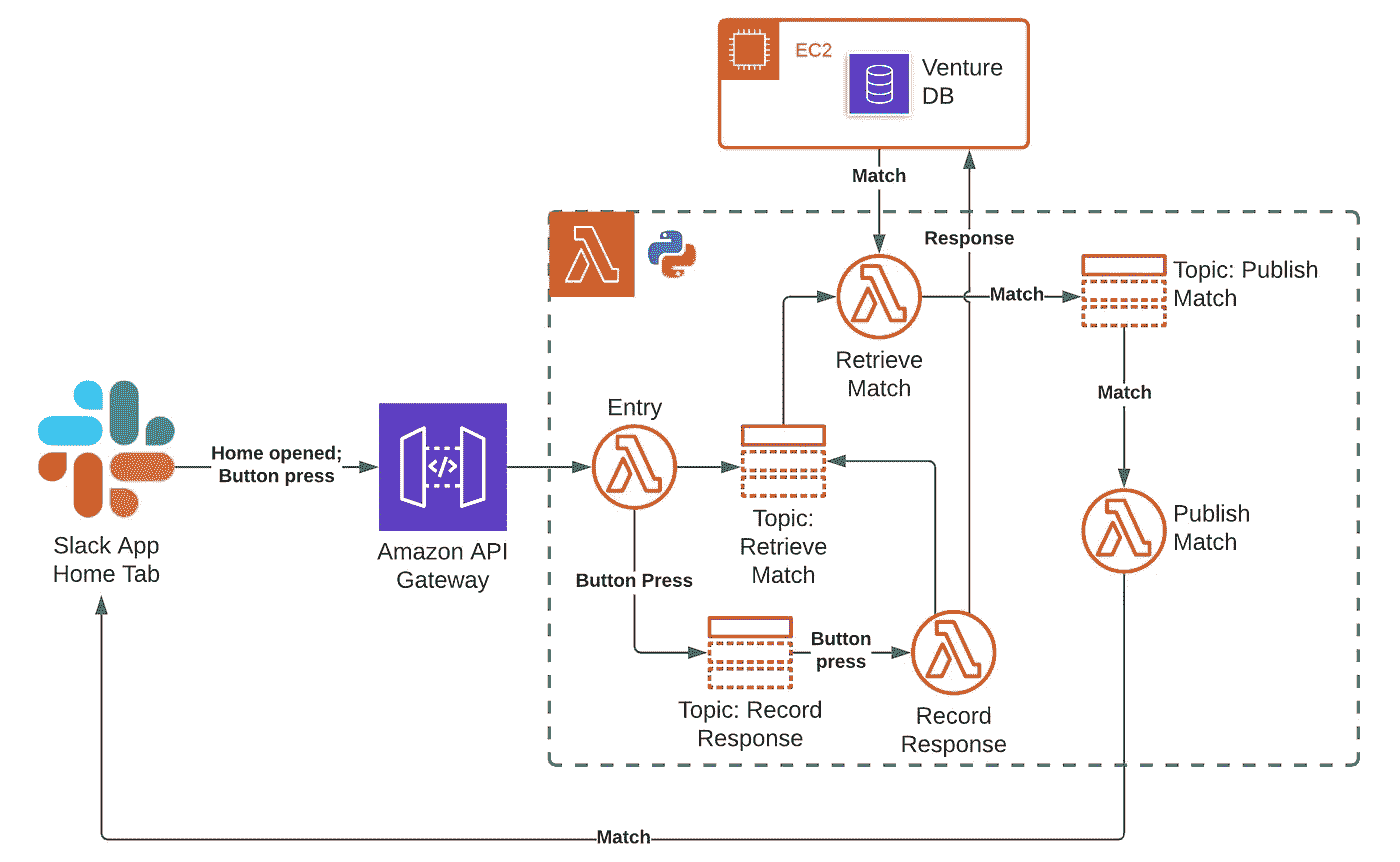 EC2
Venture
DB
Match
Response
Topic: Publish
Match
Match
Retrieve
Match
Match
Entry
Home opened;
Button press
</>
Slack App
Home Tab
Amazon API
Gateway
Topic:
Retrieve
Match
Publish
Match
Button Press
Button
press
Topic: Record
Response
Record
Response
Match